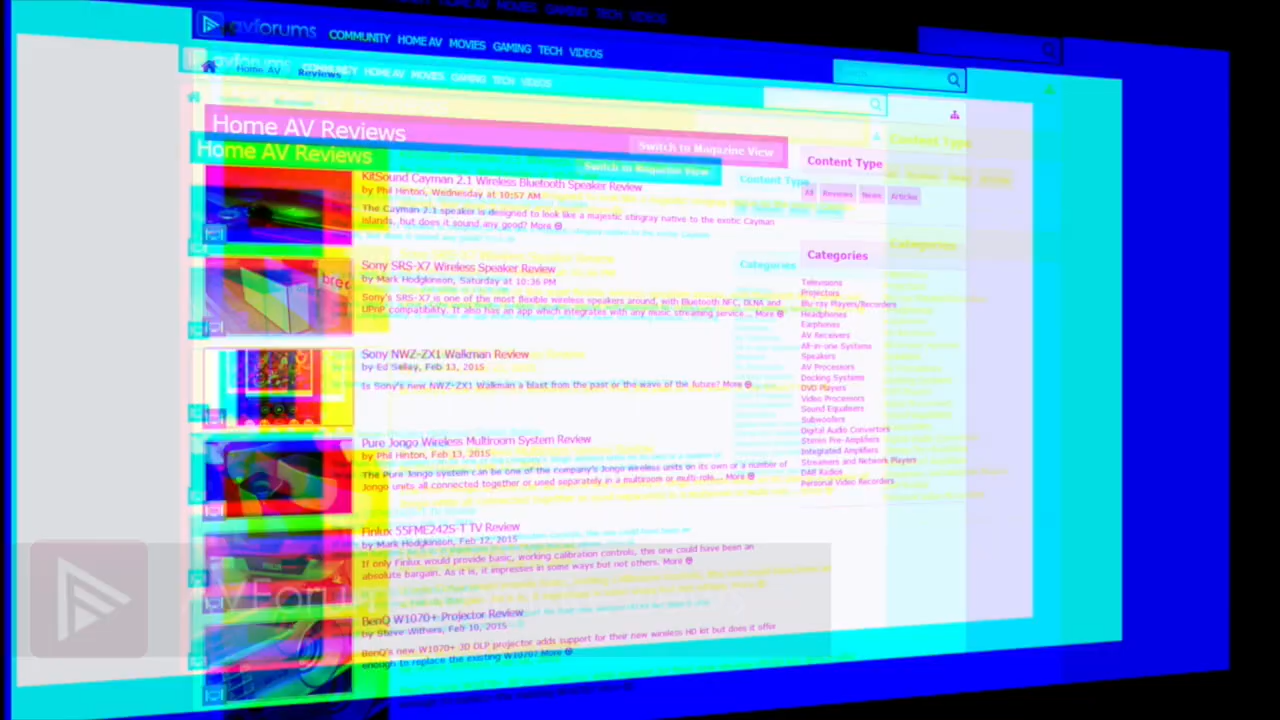 avforums COMMUNITY HOME AV MOVIES GAMING TECH VIDEOS
Home AV Reviews
Home AV Reviews
Switch to Magazine View
KitSound Cayman 2.1 Wireless Bluetooth Speaker Review
by Phil Hinton, Wednesday at 10:57 AM
The Cayman 2.1 speaker is designed to look like a majestic stingray native to the exotic Cayman
islands, but does it sound any good? More
Sony SRS-X7 Wireless Speaker Review
by Mark Hodgkinson, Saturday at 10:36 PM
Sony's SRS-X7 is one of the most flexible wireless speakers around, with Bluetooth NFC, DLNA and
UPnP compatibility. It also has an app which integrates with any music streaming service... More
Sony NWZ-ZX1 Walkman Review
by Ed Selley, Feb 13, 2015
Is Sony's new NWZ-ZX1 Walkman a blast from the past or the wave of the future? More
Pure Jongo Wireless Multiroom System Review
by Phil Hinton, Feb 13, 2015
The Pure Jongo system can be one of the company's Jongo wireless units on its own or a number of
Jongo units all connected together or used separately in a multiroom or multi-role... More
Finlux 55FME242S-T TV Review
by Mark Hodgkinson, Feb 12, 2015
If only Finlux would provide basic, working calibration controls, this one could have been an
absolute bargain. As it is, it impresses in some ways but not others. More
BenQ W1070+ Projector Review
by Steve Withers, Feb 10, 2015
BenQ's new W1070+ 3D DLP projector adds support for their new wireless HD kit but does it offer
enough to replace the existing W1070? More
Content Type
All Reviews News Articles
Categories
Televisions
Projectors
Blu-ray Players/Recorders
Headphones
Earphones
AV Receivers
All-in-one Systems
Speakers
AV Processors
Docking Systems
DVD Players
Video Processors
Sound Equalisers
Subwoofers
Digital Audio Convertors
Stereo Pre-Amplifiers
Integrated Amplifiers
Streamers and Network Players
DAB Radios
Personal Video Recorders